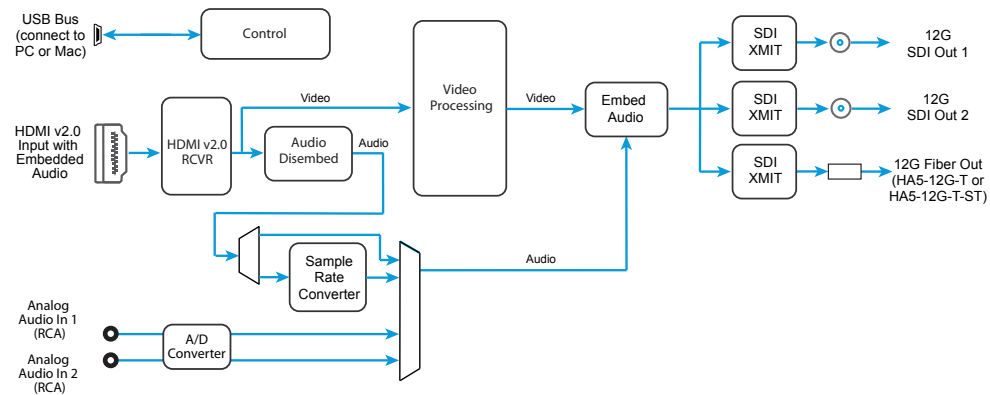 USB Bus
(connect to
PC or Mac)
Control
HDMI v2.0
Input with
Embedded
Audio
HDMI v2.0
RCVR
Video
Audio
Disembed
Audio
Video
Processing
Video
Embed
Audio
SDI
XMIT
12G
SDI Out 1
SDI
XMIT
12G
SDI Out 2
SDI
XMIT
12G Fiber Out
(HA5-12G-T or
HA5-12G-T-ST)
Sample
Rate
Converter
Audio
Analog
Audio In 1
(RCA)
A/D
Converter
Analog
Audio In 2
(RCA)